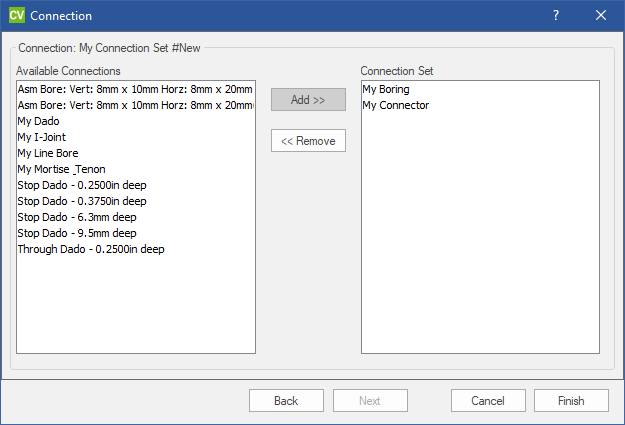 CV Connection ?
Connection: My Connection Set #New
Available Connections
Asm Bore: Vert: 8mm x 10mm Horz: 8mm x 20mm
Asm Bore: Vert: 8mm x 10mm Horz: 8mm x 20mm(
My Dado
My I-Joint
My Line Bore
My Mortise _Tenon
Stop Dado - 0.2500in deep
Stop Dado - 0.3750in deep
Stop Dado - 6.3mm deep
Stop Dado - 9.5mm deep
Through Dado - 0.2500in deep
Add >>
<< Remove
Connection Set
My Boring
My Connector
Back
Next
Cancel
Finish